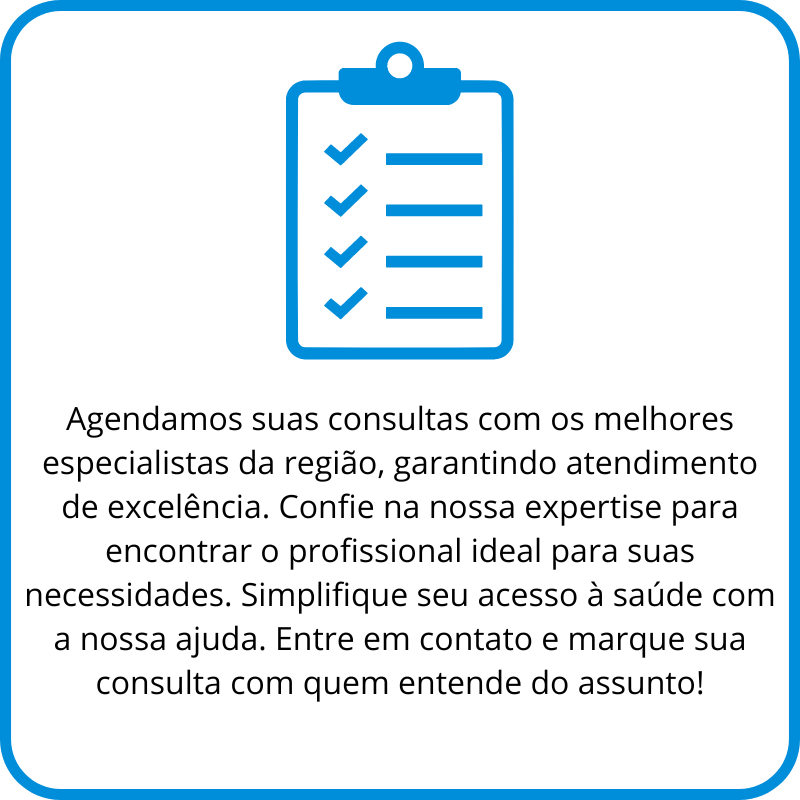 Agendamos suas consultas com os melhores
especialistas da região, garantindo atendimento
de excelência. Confie na nossa expertise para
encontrar o profissional ideal para suas
necessidades. Simplifique seu acesso à saúde com
a nossa ajuda. Entre em contato e marque sua
consulta com quem entende do assunto!